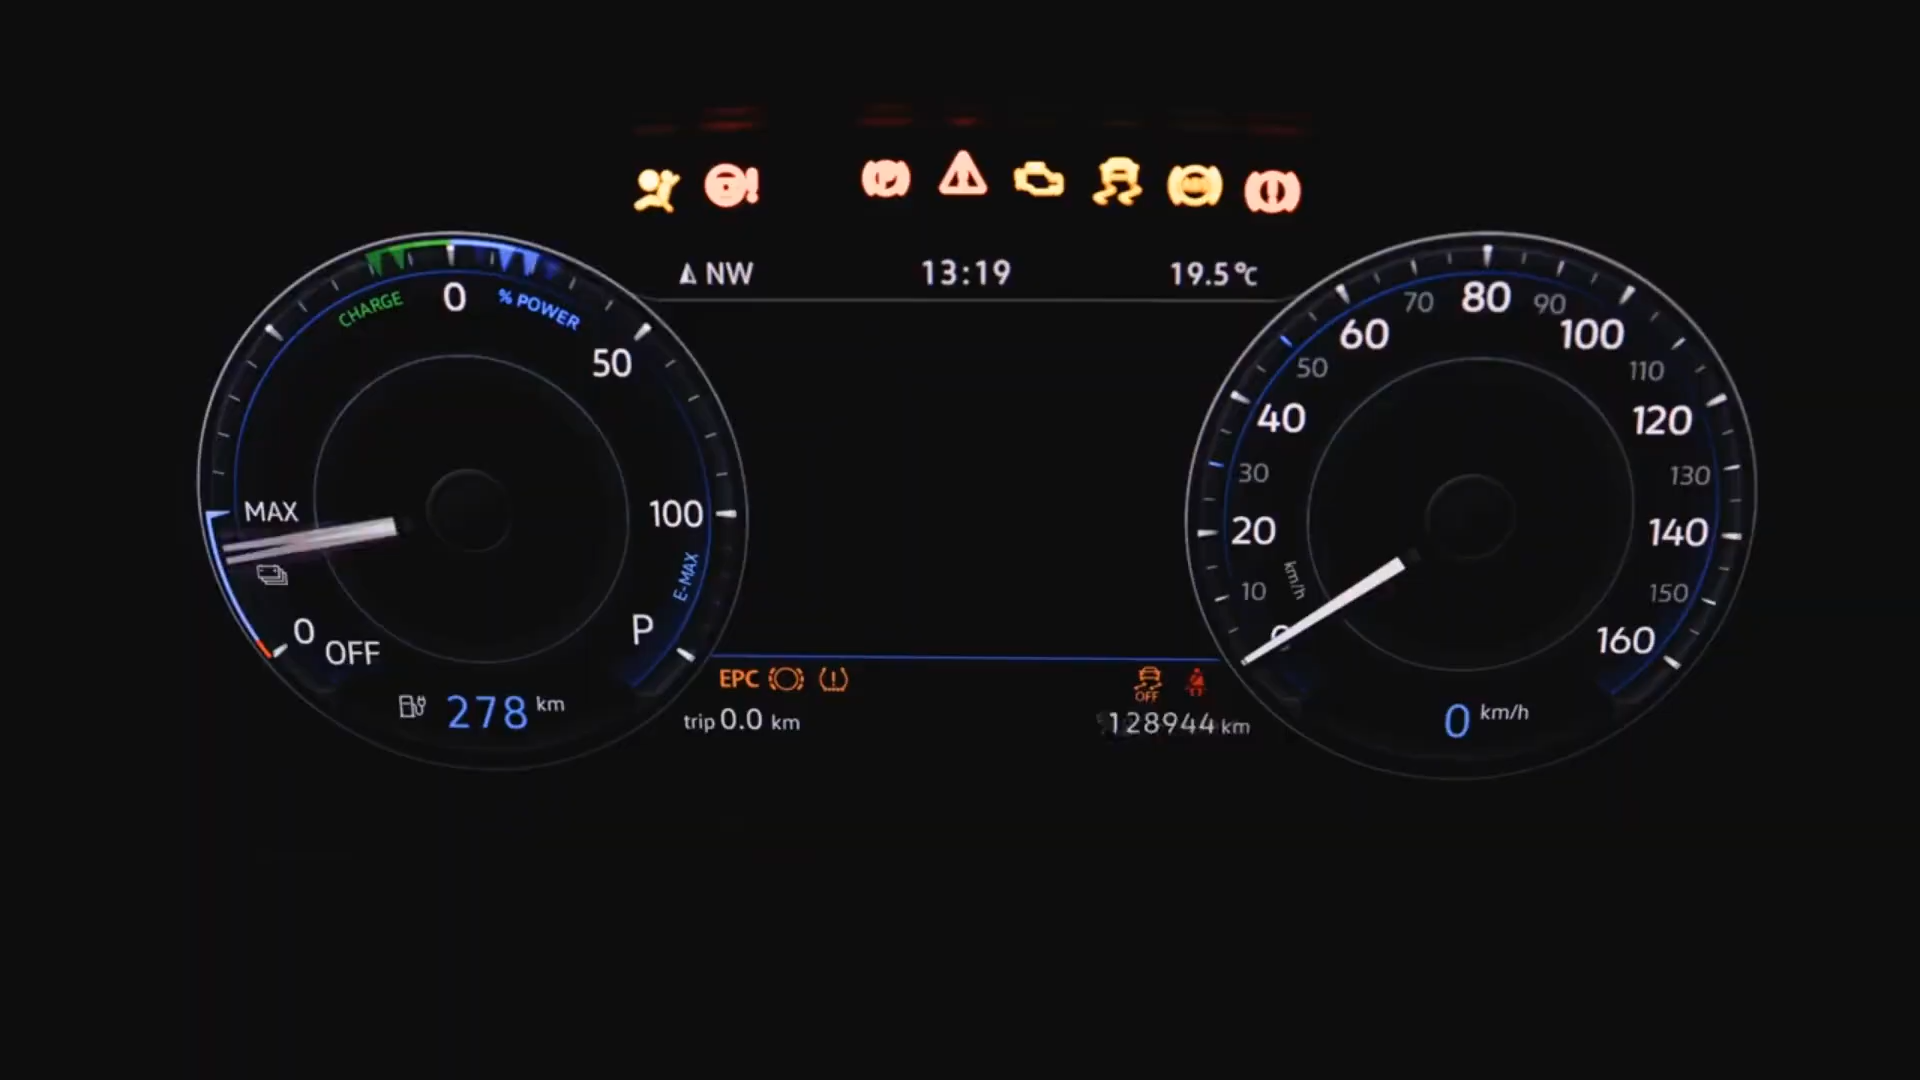 NW
13:19
19.5°C
CHARGE
0
% POWER
50
100
E-MAX
MAX
0
OFF
P
278 km
EPC
trip 0.0 km
OFF
128944 km
0
10
20
30
40
50
60
70
80
90
100
110
120
130
140
150
160
km/h
0 km/h